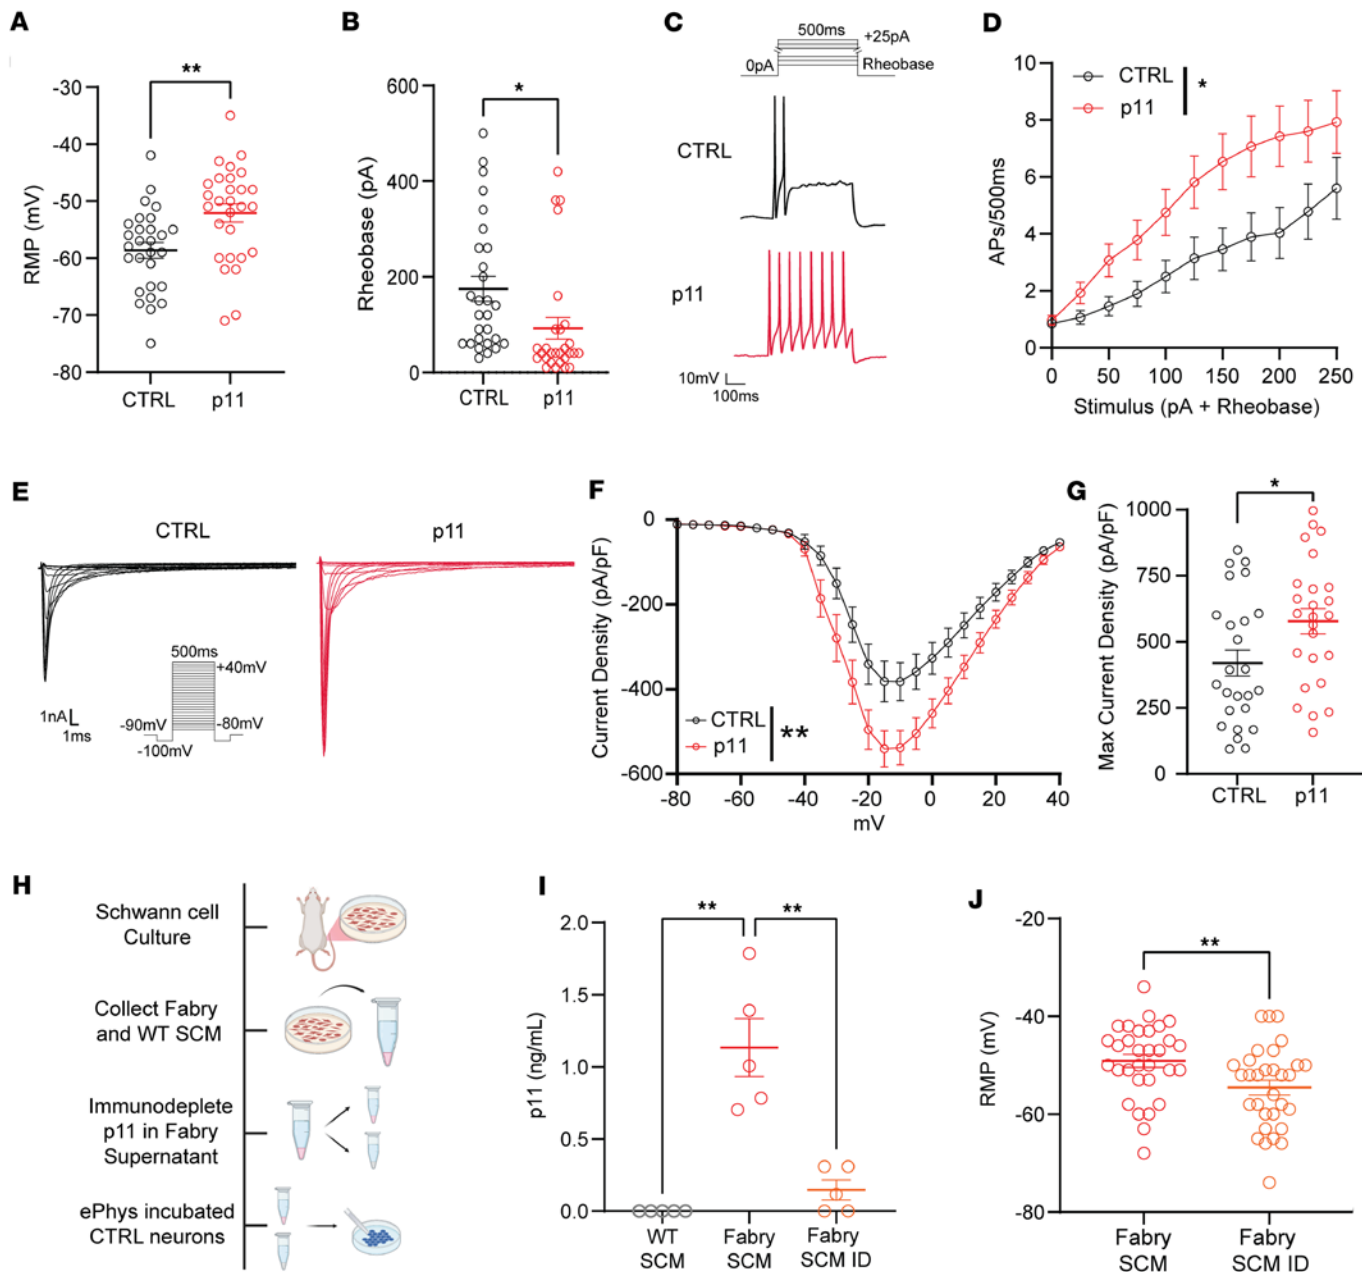 A
**
RMP (mV)
-30
-40
-50
-60
-70
-80
CTRL
p11
B
*
Rheobase (pA)
600
400
200
0
CTRL
p11
C
500ms
+25pA
0pA
Rheobase
CTRL
p11
10mV
100ms
D
CTRL
p11
*
APs/500ms
10
8
6
4
2
0
0 50 100 150 200 250
Stimulus (pA + Rheobase)
E
CTRL
p11
500ms
+40mV
1nA
1ms
-90mV
-80mV
-100mV
F
Current Density (pA/pF)
0
-200
-400
-600
CTRL
p11
**
-80 -60 -40 -20 0 20 40
mV
G
*
Max Current Density (pA/pF)
1000
750
500
250
0
CTRL
p11
H
Schwann cell
Culture
Collect Fabry
and WT SCM
Immunodeplete
p11 in Fabry
Supernatant
ePhys incubated
CTRL neurons
I
**
**
p11 (ng/mL)
2.0
1.5
1.0
0.5
0.0
WT
SCM
Fabry
SCM
Fabry
SCM ID
J
**
RMP (mV)
-20
-40
-60
-80
Fabry
SCM
Fabry
SCM ID